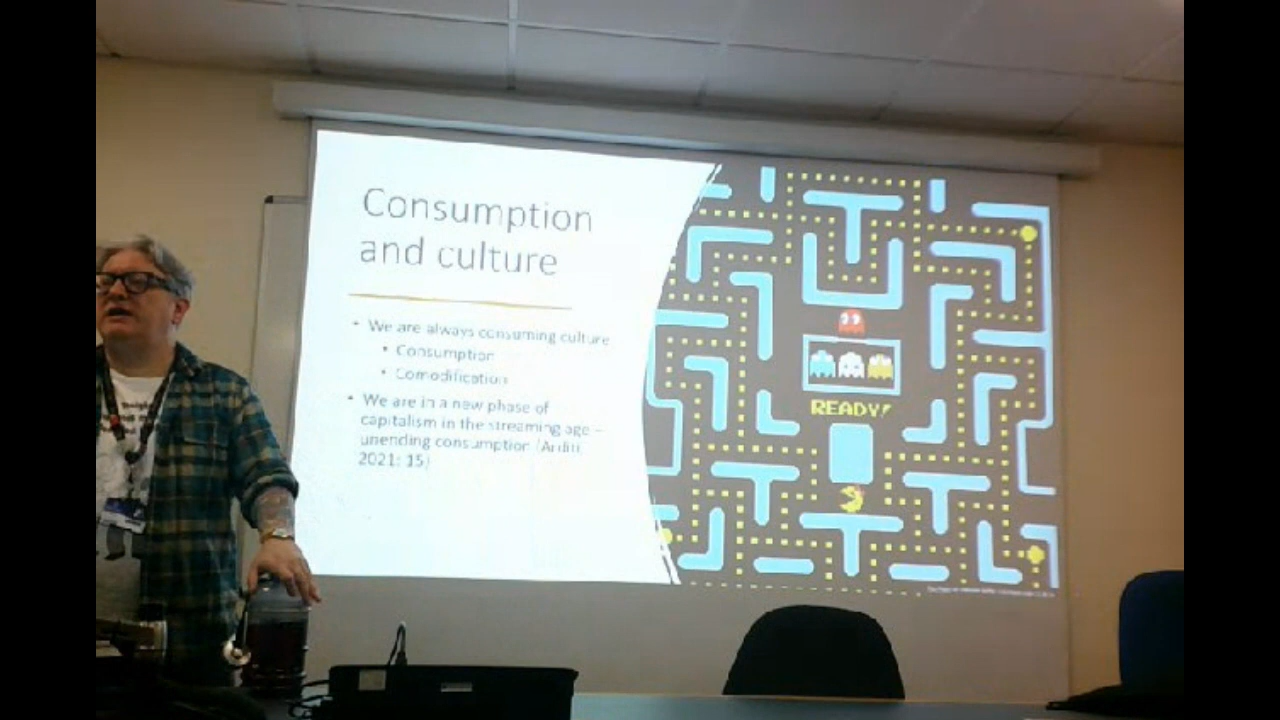 Consumption
and culture
• We are always consuming culture
• Consumption
• Comodification
• We are in a new phase of
capitalism in the streaming age –
unending consumption (Arditi
2021: 15)
READY!